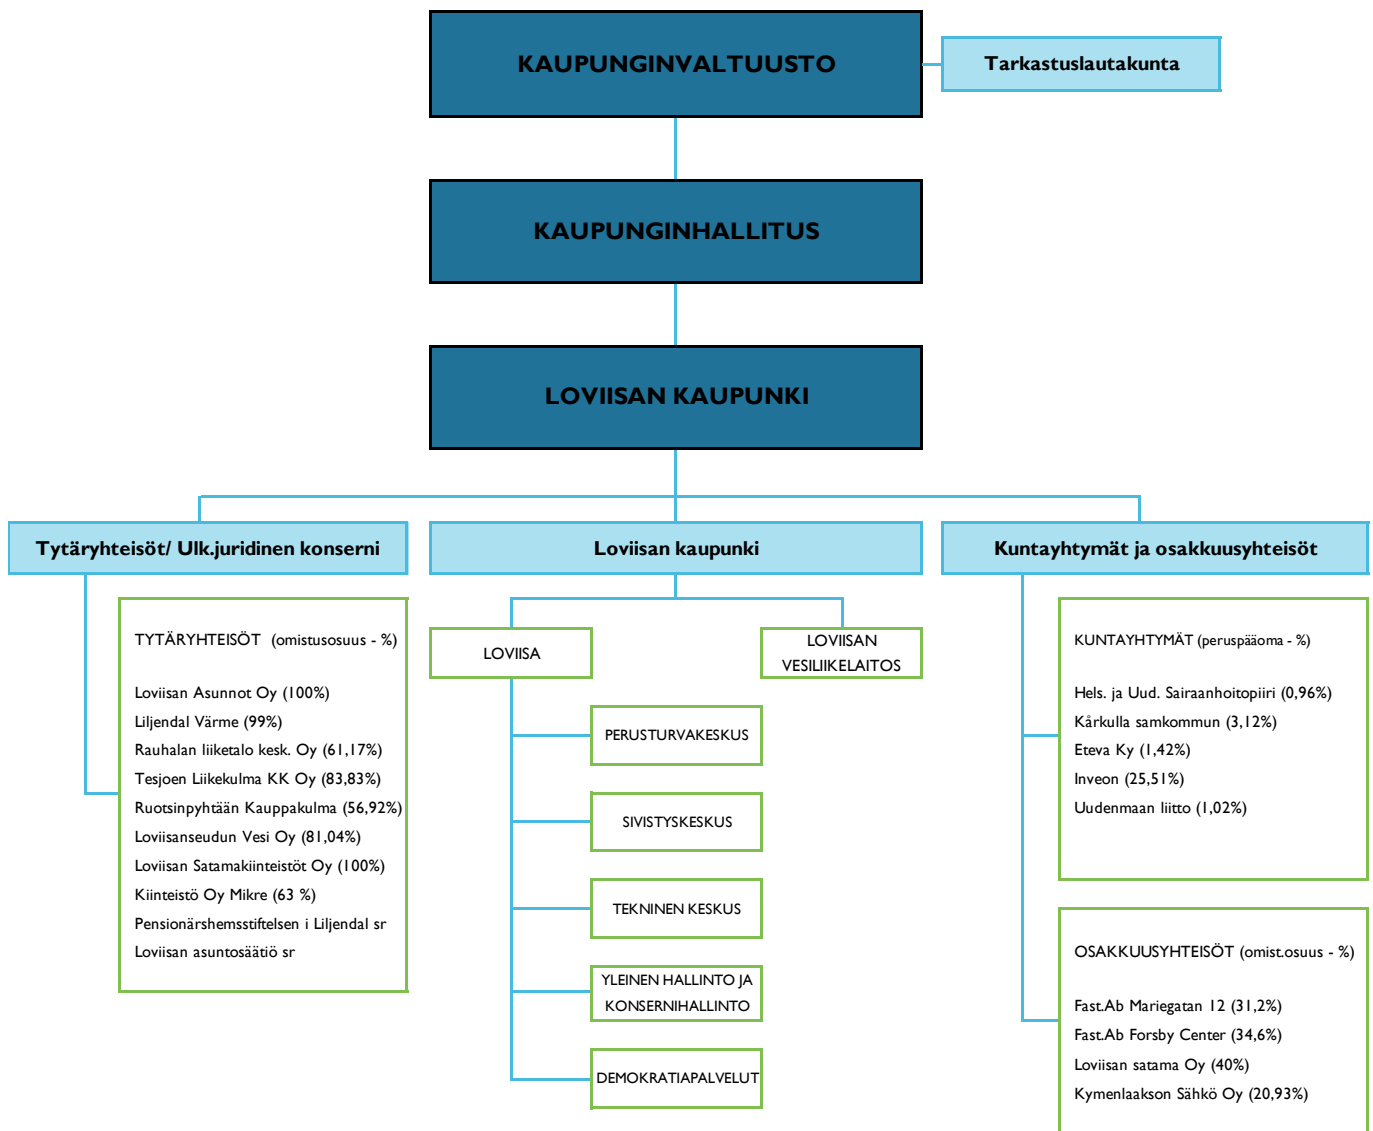 KAUPUNGINVALTUUSTO
Tarkastuslautakunta
KAUPUNGINHALLITUS
LOVIISAN KAUPUNKI
Tytäryhteisöt/ Ulk.juridinen konserni
TYTÄRYHTEISÖT (omistusosuus - %)
Loviisan Asunnot Oy (100%)
Liljendal Värme (99%)
Rauhalan liiketalo kesk. Oy (61,17%)
Tesjoen Liikekulma KK Oy (83,83%)
Ruotsinpyhtään Kauppakulma (56,92%)
Loviisanseudun Vesi Oy (81,04%)
Loviisan Satamakiinteistöt Oy (100%)
Kiinteistö Oy Mikre (63 %)
Pensionärshemsstiftelsen i Liljendal sr
Loviisan asuntosäätiö sr
Loviisan kaupunki
LOVIISA
LOVIISAN
VESILIIKELAITOS
PERUSTURVAKESKUS
SIVISTYSKESKUS
TEKNINEN KESKUS
YLEINEN HALLINTO JA
KONSERNIHALLINTO
DEMOKRATIAPALVELUT
Kuntayhtymät ja osakkuusyhteisöt
KUNTAYHTYMÄT (peruspääoma - %)
Hels. ja Uud. Sairaanhoitopiiri (0,96%)
Kårkulla samkommun (3,12%)
Eteva Ky (1,42%)
Inveon (25,51%)
Uudenmaan liitto (1,02%)
OSAKKUUSYHTEISÖT (omist.osuus - %)
Fast.Ab Mariegatan 12 (31,2%)
Fast.Ab Forsby Center (34,6%)
Loviisan satama Oy (40%)
Kymenlaakson Sähkö Oy (20,93%)